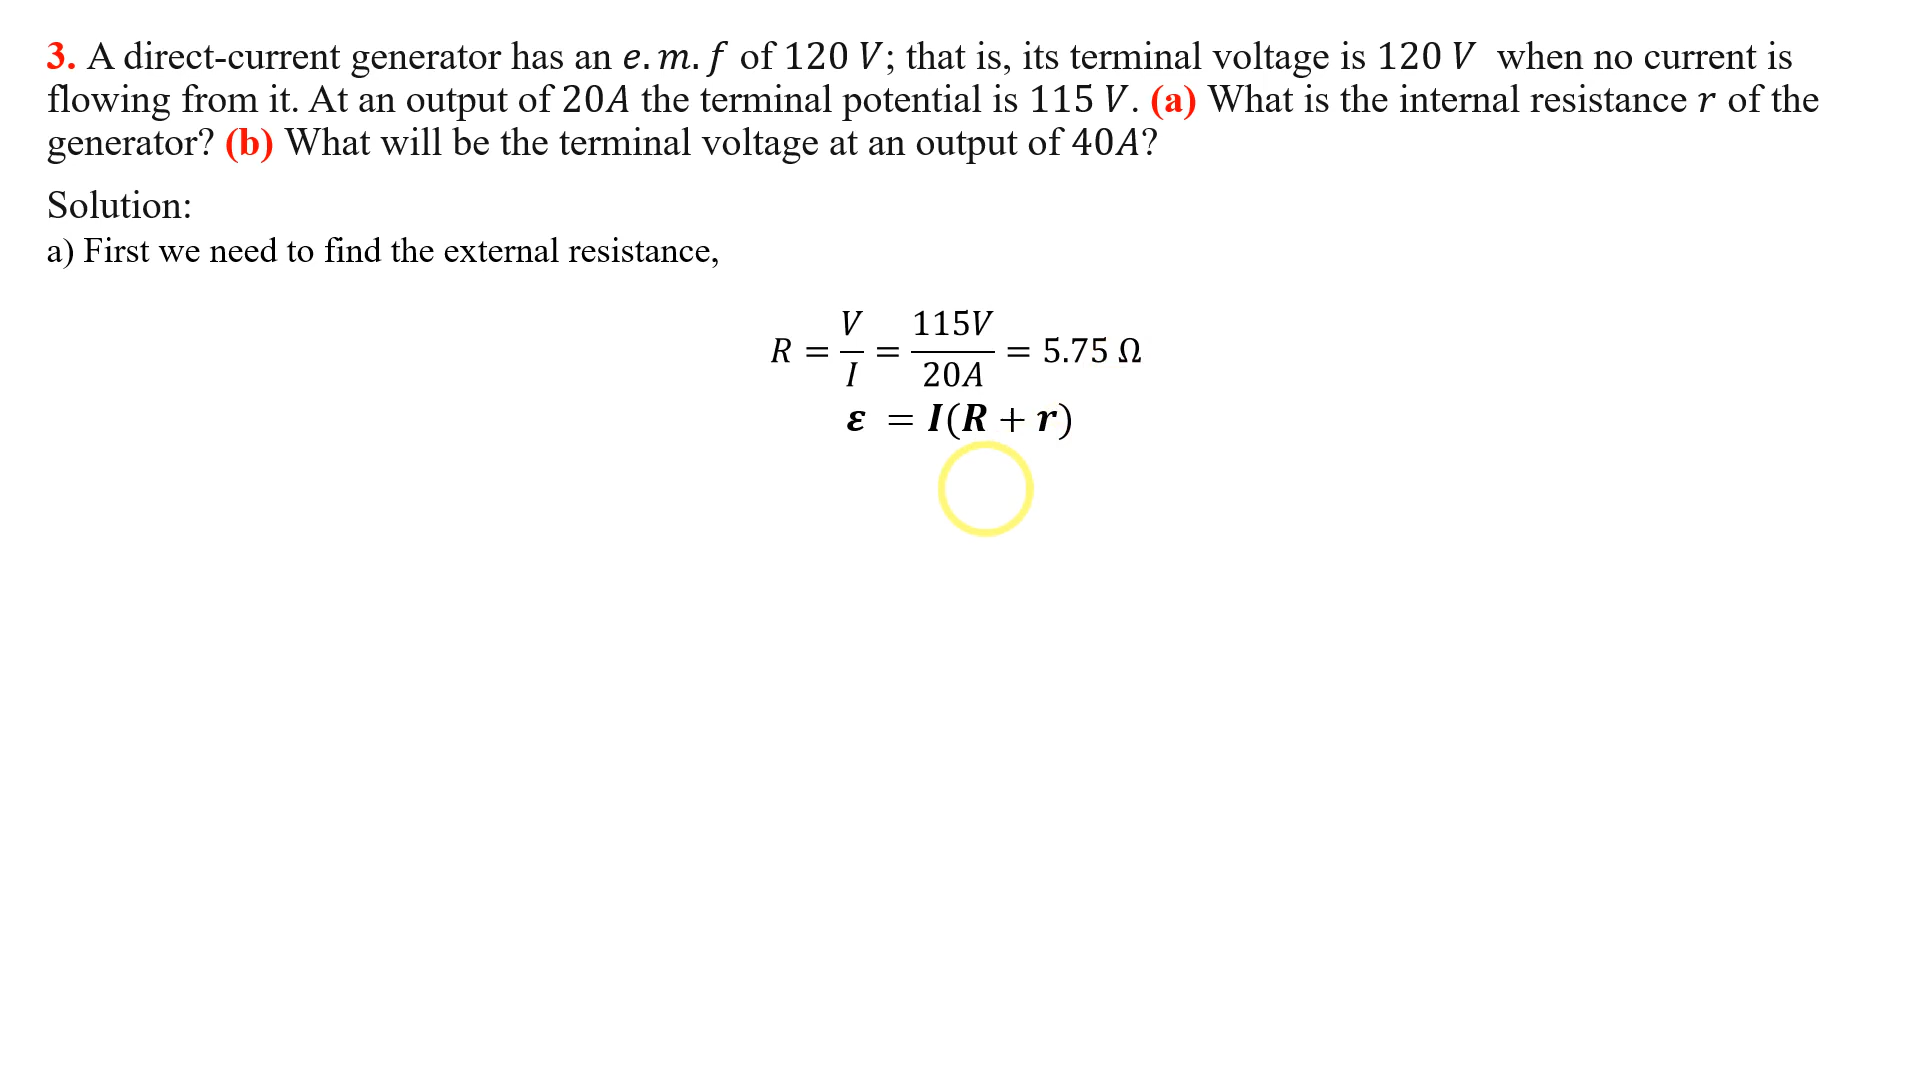 3. A direct-current generator has an e.m.f of 120 V; that is, its terminal voltage is 120 V when no current is
flowing from it. At an output of 20A the terminal potential is 115 V. (a) What is the internal resistance r of the
generator? (b) What will be the terminal voltage at an output of 40A?
Solution:
a) First we need to find the external resistance,
R = V/I = 115V/20A = 5.75 Ω
ε = I(R + r)